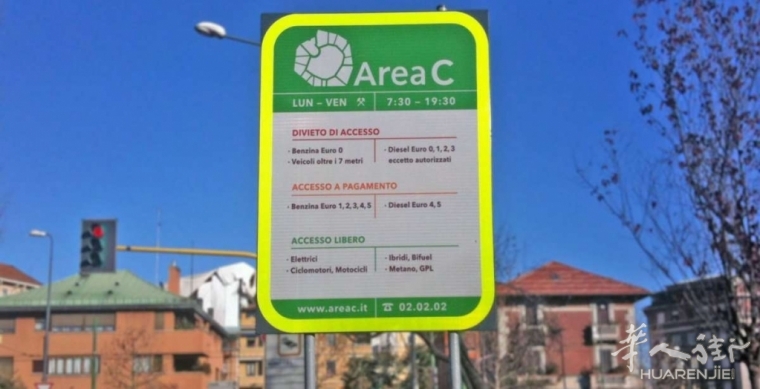 Area C
LUN – VEN ⚒ 7:30 – 19:30
DIVIETO DI ACCESSO
· Benzina Euro 0
· Veicoli oltre i 7 metri
· Diesel Euro 0, 1, 2, 3
eccetto autorizzati
ACCESSO A PAGAMENTO
· Benzina Euro 1, 2, 3, 4, 5
· Diesel Euro 4, 5
ACCESSO LIBERO
· Elettrici
· Ciclomotori, Motocicli
· Ibridi, Bifuel
· Metano, GPL
www.areac.it ☎ 02.02.02
华人街
HUARENJIE